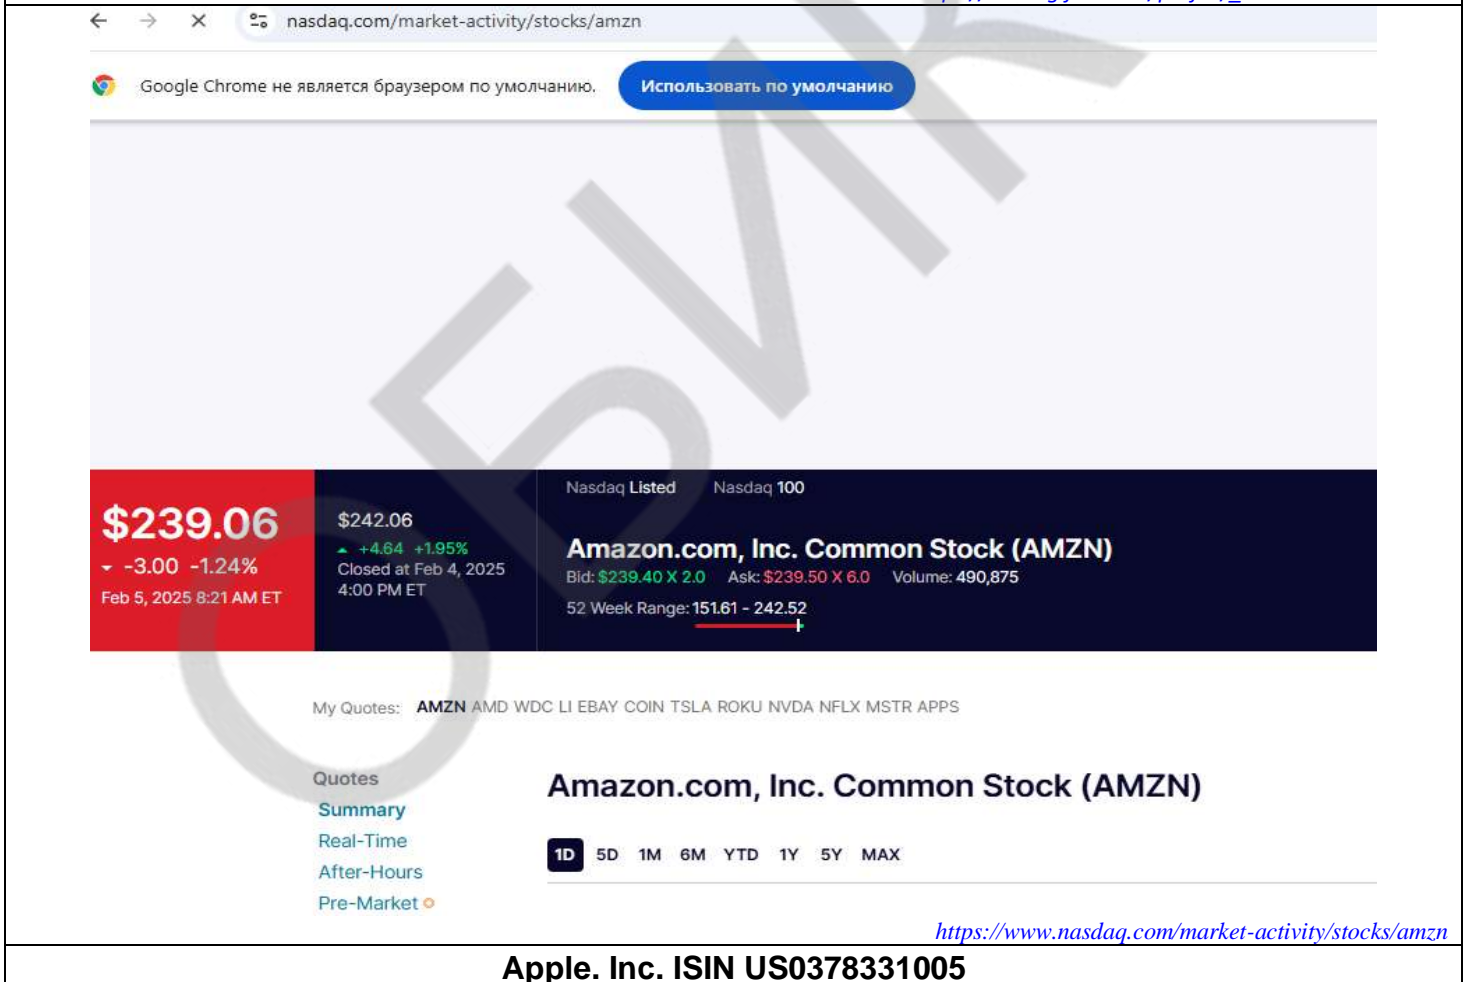 nasdaq.com/market-activity/stocks/amzn
Google Chrome не является браузером по умолчанию. Использовать по умолчанию
ОБИК
$239.06
-3.00 -1.24%
Feb 5, 2025 8:21 AM ET
$242.06
+4.64 +1.95%
Closed at Feb 4, 2025
4:00 PM ET
Nasdaq Listed Nasdaq 100
Amazon.com, Inc. Common Stock (AMZN)
Bid: $239.40 X 2.0 Ask: $239.50 X 6.0 Volume: 490,875
52 Week Range: 151.61 - 242.52
My Quotes: AMZN AMD WDC LI EBAY COIN TSLA ROKU NVDA NFLX MSTR APPS
Quotes
Summary
Real-Time
After-Hours
Pre-Market
Amazon.com, Inc. Common Stock (AMZN)
1D 5D 1M 6M YTD 1Y 5Y MAX
https://www.nasdaq.com/market-activity/stocks/amzn
Apple. Inc. ISIN US0378331005